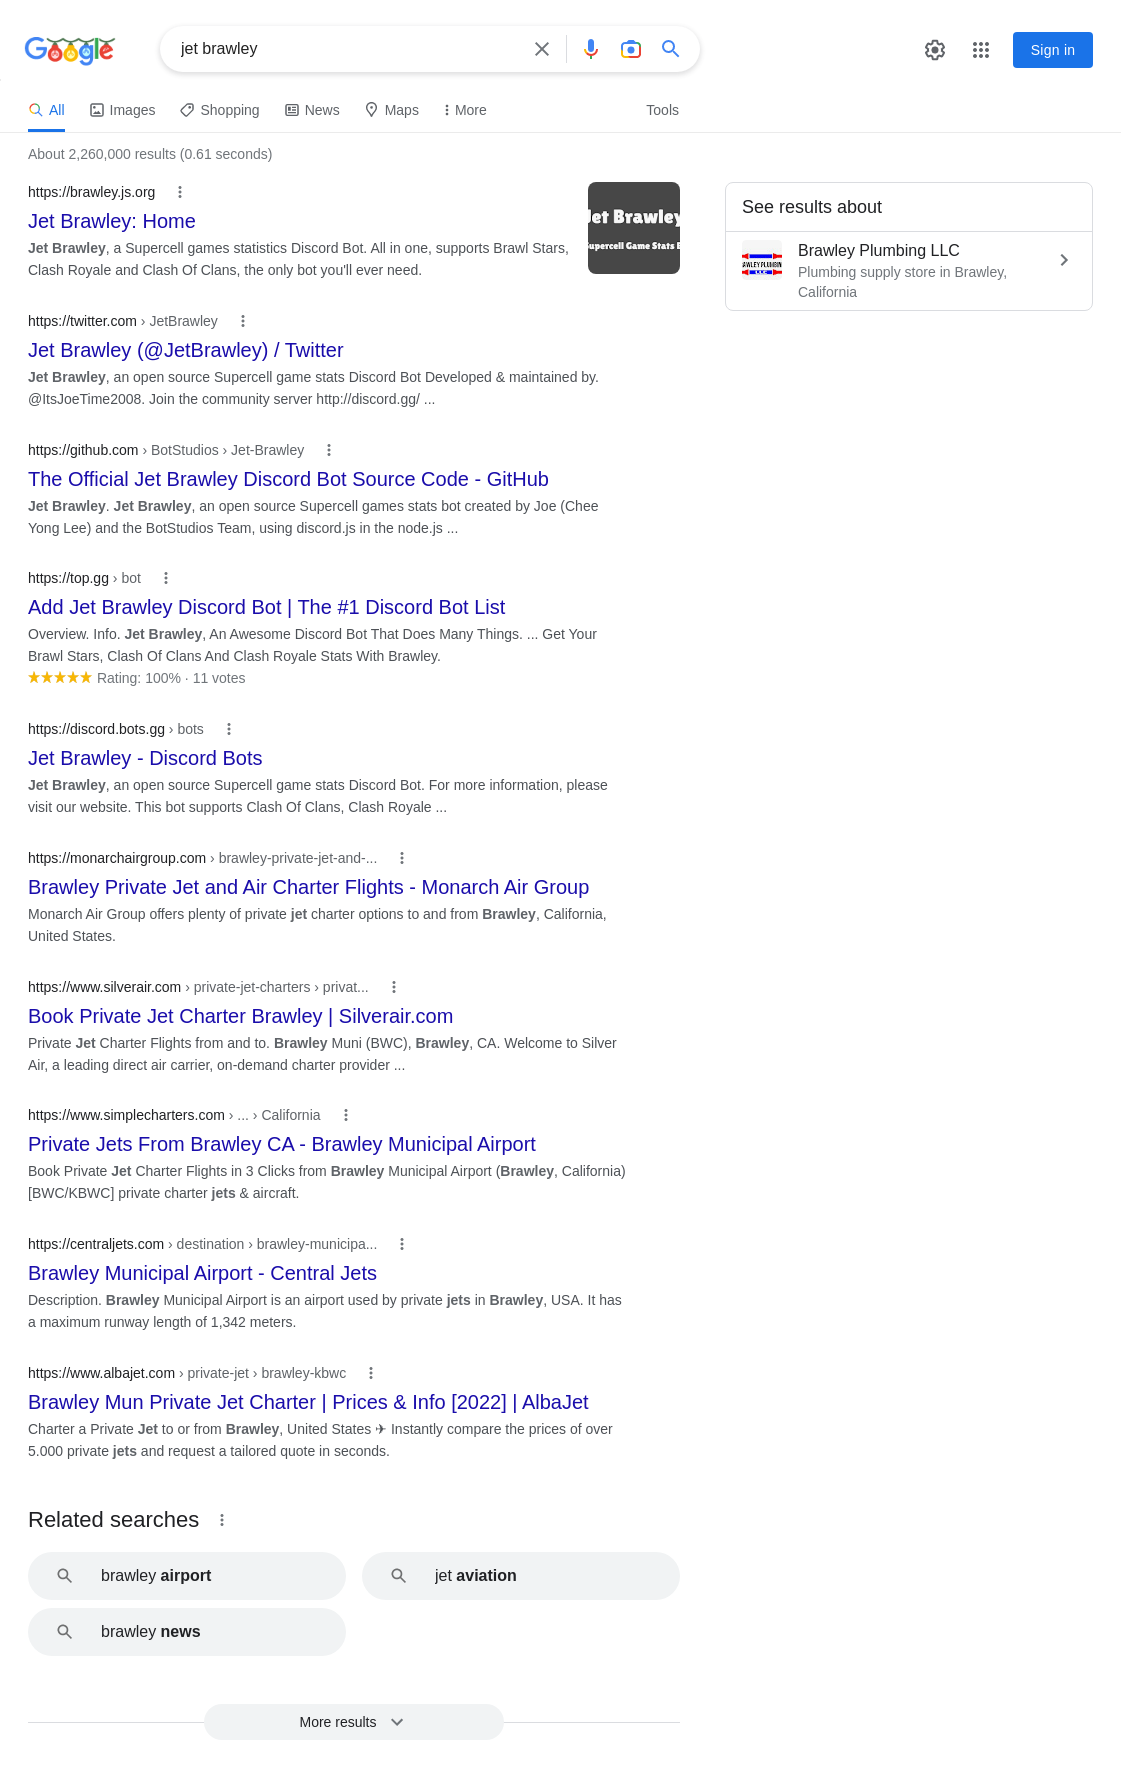 Google
jet brawley
Sign in
All
Images
Shopping
News
Maps
More
Tools
About 2,260,000 results (0.61 seconds)
https://brawley.js.org
Jet Brawley: Home
Jet Brawley, a Supercell games statistics Discord Bot. All in one, supports Brawl Stars,
Clash Royale and Clash Of Clans, the only bot you'll ever need.
Jet Brawley
Supercell Game Stats B
See results about
Brawley Plumbing LLC
Plumbing supply store in Brawley,
California
https://twitter.com › JetBrawley
Jet Brawley (@JetBrawley) / Twitter
Jet Brawley, an open source Supercell game stats Discord Bot Developed & maintained by.
@ItsJoeTime2008. Join the community server http://discord.gg/ ...
https://github.com › BotStudios › Jet-Brawley
The Official Jet Brawley Discord Bot Source Code - GitHub
Jet Brawley. Jet Brawley, an open source Supercell games stats bot created by Joe (Chee
Yong Lee) and the BotStudios Team, using discord.js in the node.js ...
https://top.gg › bot
Add Jet Brawley Discord Bot | The #1 Discord Bot List
Overview. Info. Jet Brawley, An Awesome Discord Bot That Does Many Things. ... Get Your
Brawl Stars, Clash Of Clans And Clash Royale Stats With Brawley.
Rating: 100% · 11 votes
https://discord.bots.gg › bots
Jet Brawley - Discord Bots
Jet Brawley, an open source Supercell game stats Discord Bot. For more information, please
visit our website. This bot supports Clash Of Clans, Clash Royale ...
https://monarchairgroup.com › brawley-private-jet-and-...
Brawley Private Jet and Air Charter Flights - Monarch Air Group
Monarch Air Group offers plenty of private jet charter options to and from Brawley, California,
United States.
https://www.silverair.com › private-jet-charters › privat...
Book Private Jet Charter Brawley | Silverair.com
Private Jet Charter Flights from and to. Brawley Muni (BWC), Brawley, CA. Welcome to Silver
Air, a leading direct air carrier, on-demand charter provider ...
https://www.simplecharters.com › ... › California
Private Jets From Brawley CA - Brawley Municipal Airport
Book Private Jet Charter Flights in 3 Clicks from Brawley Municipal Airport (Brawley, California)
[BWC/KBWC] private charter jets & aircraft.
https://centraljets.com › destination › brawley-municipa...
Brawley Municipal Airport - Central Jets
Description. Brawley Municipal Airport is an airport used by private jets in Brawley, USA. It has
a maximum runway length of 1,342 meters.
https://www.albajet.com › private-jet › brawley-kbwc
Brawley Mun Private Jet Charter | Prices & Info [2022] | AlbaJet
Charter a Private Jet to or from Brawley, United States ✈ Instantly compare the prices of over
5.000 private jets and request a tailored quote in seconds.
Related searches
brawley airport
jet aviation
brawley news
More results